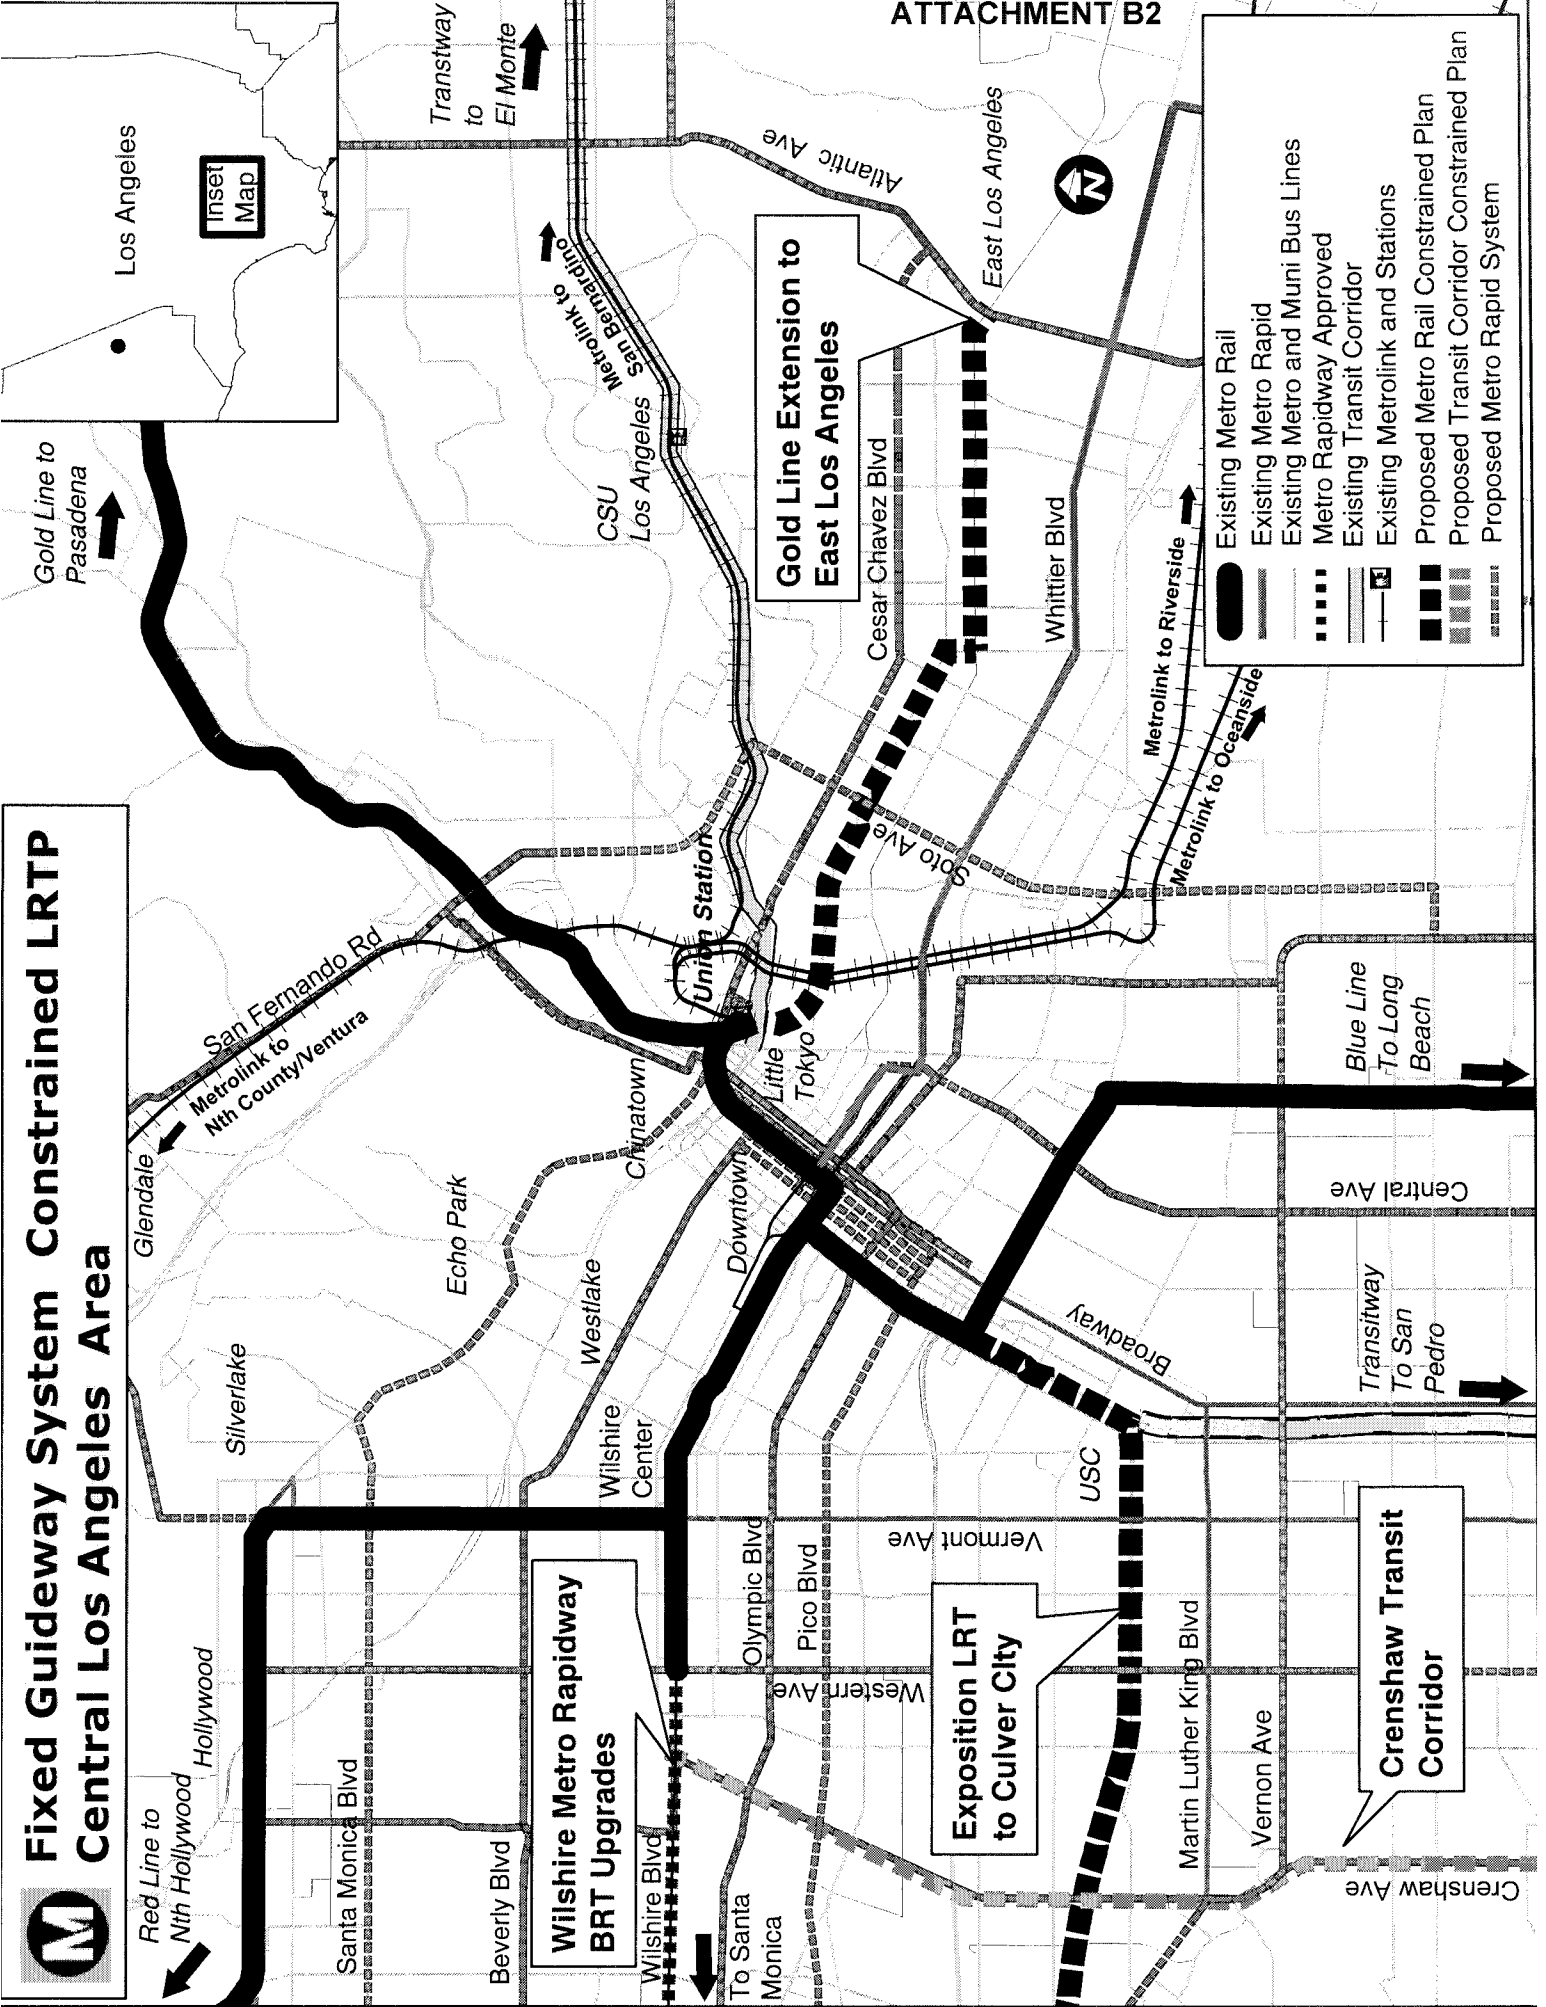 ATTACHMENT B2
M
Fixed Guideway System Constrained LRTP
Central Los Angeles Area
Los Angeles
Inset
Map
Gold Line to
Pasadena
Transtway
to
El Monte
Red Line to
Nth Hollywood
Hollywood
Silverlake
Glendale
San Fernando Rd
Metrolink to
Nth County/Ventura
Echo Park
Westlake
Chinatown
Union Station
CSU
Los Angeles
Metrolink to
San Bernardino
Santa Monica Blvd
Beverly Blvd
Wilshire Metro Rapidway
BRT Upgrades
Wilshire
Center
Downtown
Little
Tokyo
Atlantic Ave
Gold Line Extension to
East Los Angeles
East Los Angeles
N
Wilshire Blvd
To Santa
Monica
Olympic Blvd
Pico Blvd
Western Ave
Vermont Ave
Cesar Chavez Blvd
Soto Ave
Whittier Blvd
Exposition LRT
to Culver CIty
USC
Broadway
Metrolink to Riverside
Metrolink to Oceanside
Martin Luther King Blvd
Vernon Ave
Crenshaw Transit
Corridor
Crenshaw Ave
Transitway
To San
Pedro
Central Ave
Blue Line
To Long
Beach
Existing Metro Rail
Existing Metro Rapid
Existing Metro and Muni Bus Lines
Metro Rapidway Approved
Existing Transit Corridor
Existing Metrolink and Stations
Proposed Metro Rail Constrained Plan
Proposed Transit Corridor Constrained Plan
Proposed Metro Rapid System